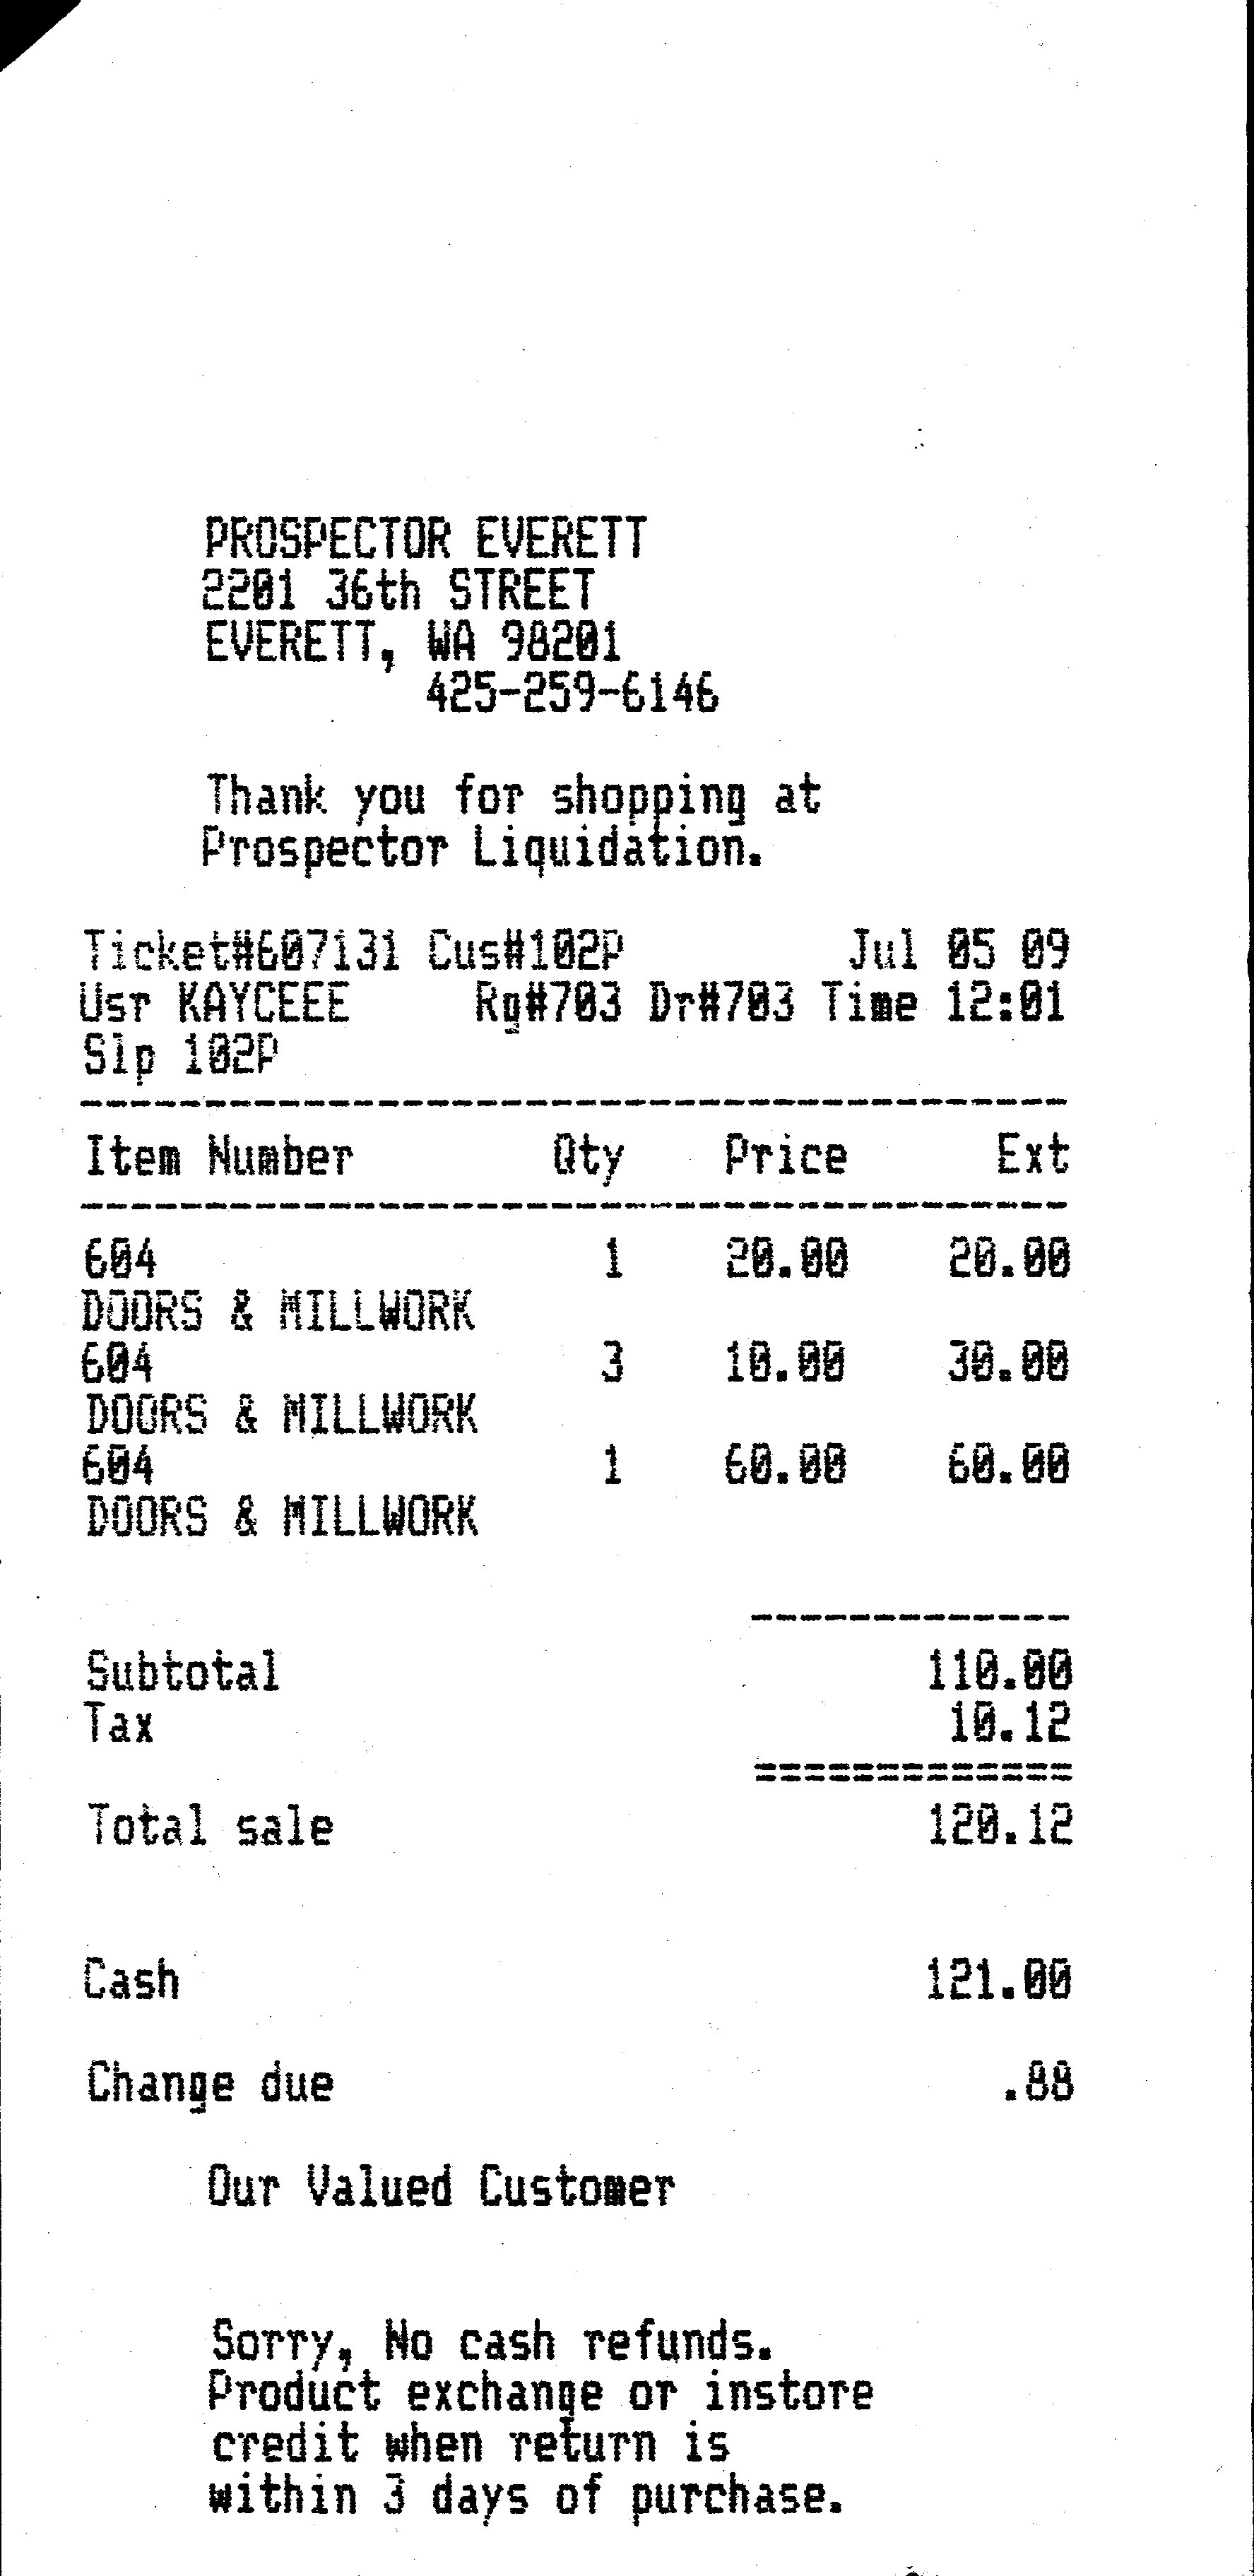 PROSPECTOR EVERETT
2201 36th STREET
EVERETT, WA 98201
425-259-6146
Thank you for shopping at
Prospector Liquidation.
Ticket#607131 Cus#102P Jul 05 09
Usr KAYCEEE Rg#703 Dr#703 Time 12:01
Slp 102P
Item Number Qty Price Ext
604 1 20.00 20.00
DOORS & MILLWORK
604 3 10.00 30.00
DOORS & MILLWORK
604 1 60.00 60.00
DOORS & MILLWORK
Subtotal 110.00
Tax 10.12
Total sale 120.12
Cash 121.00
Change due .88
Our Valued Customer
Sorry, No cash refunds.
Product exchange or instore
credit when return is
within 3 days of purchase.